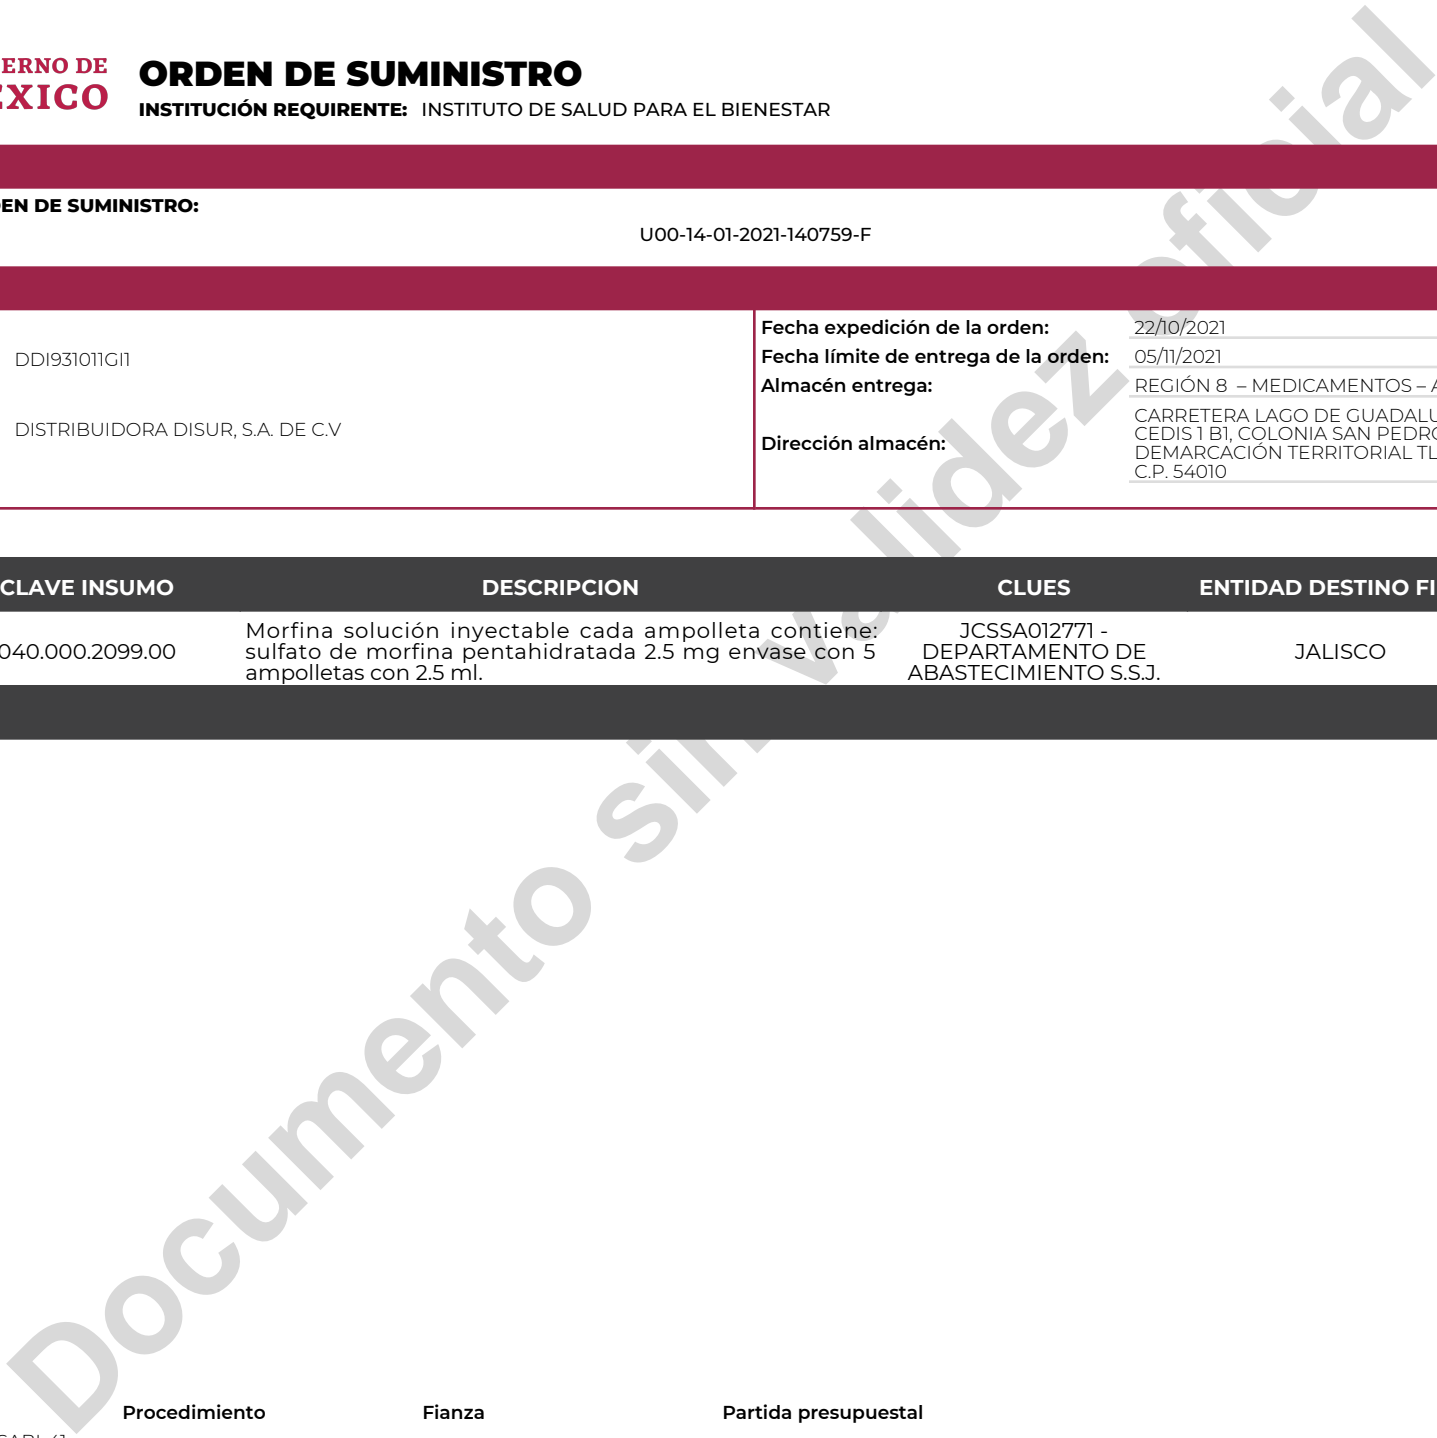 ERNO DE
EXICO
ORDEN DE SUMINISTRO
INSTITUCIÓN REQUIRENTE: INSTITUTO DE SALUD PARA EL BIENESTAR
EN DE SUMINISTRO:
U00-14-01-2021-140759-F
DDI931011GI1
DISTRIBUIDORA DISUR, S.A. DE C.V
Fecha expedición de la orden: 22/10/2021
Fecha límite de entrega de la orden: 05/11/2021
Almacén entrega: REGIÓN 8 – MEDICAMENTOS – A
Dirección almacén:
CARRETERA LAGO DE GUADALU
CEDIS 1 B1, COLONIA SAN PEDRO
DEMARCACIÓN TERRITORIAL TL
C.P. 54010
CLAVE INSUMO DESCRIPCION CLUES ENTIDAD DESTINO FI
040.000.2099.00
Morfina solución inyectable cada ampolleta contiene:
sulfato de morfina pentahidratada 2.5 mg envase con 5
ampolletas con 2.5 ml.
JCSSA012771 -
DEPARTAMENTO DE
ABASTECIMIENTO S.S.J.
JALISCO
Documento sin validez oficial
Procedimiento Fianza Partida presupuestal